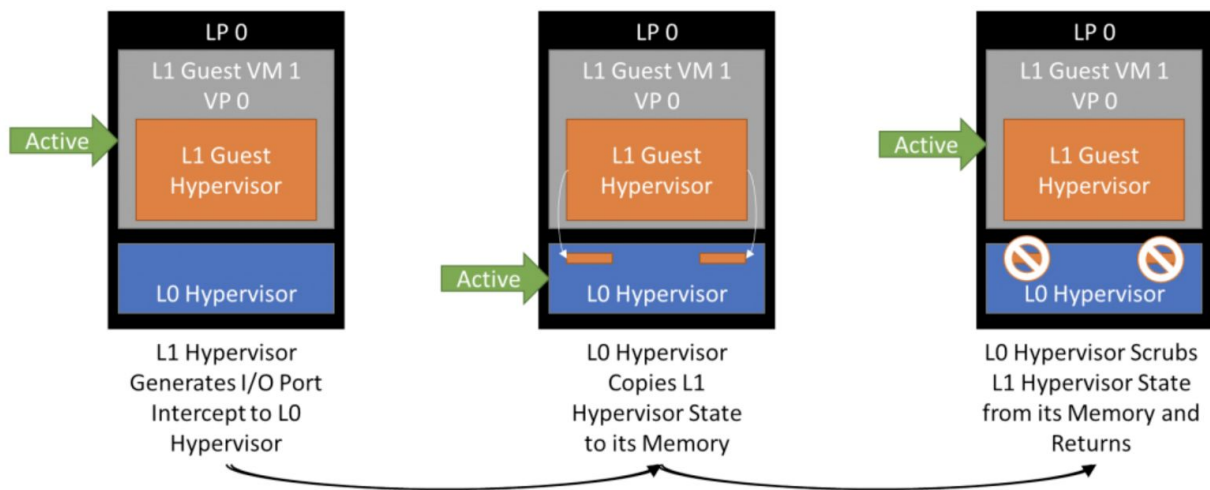 LP 0
L1 Guest VM 1
VP 0
Active
L1 Guest
Hypervisor
L0 Hypervisor
L1 Hypervisor
Generates I/O Port
Intercept to L0
Hypervisor
LP 0
L1 Guest VM 1
VP 0
L1 Guest
Hypervisor
Active
L0 Hypervisor
L0 Hypervisor
Copies L1
Hypervisor State
to its Memory
LP 0
L1 Guest VM 1
VP 0
Active
L1 Guest
Hypervisor
L0 Hypervisor
L0 Hypervisor Scrubs
L1 Hypervisor State
from its Memory and
Returns